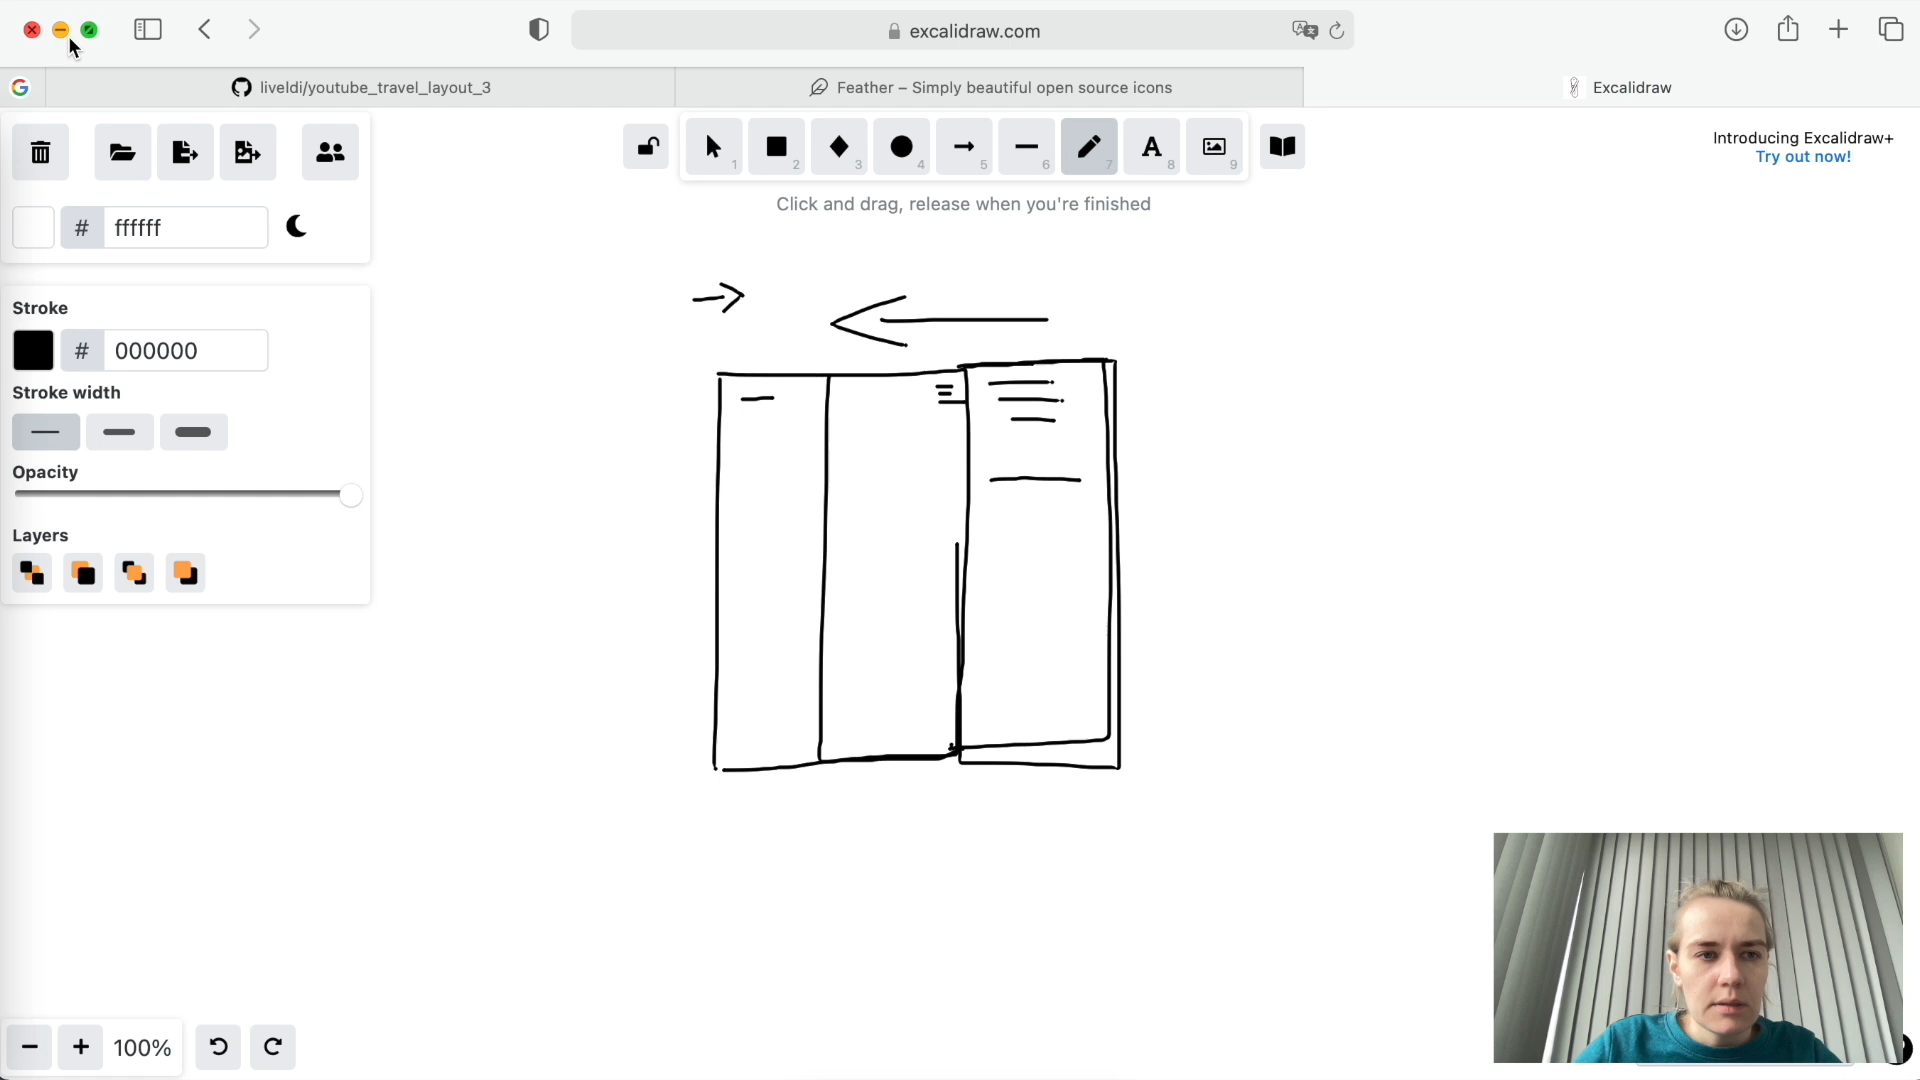 excalidraw.com
liveldi/youtube_travel_layout_3
Feather – Simply beautiful open source icons
Excalidraw
1
2
3
4
5
6
7
A
8
9
Introducing Excalidraw+
Try out now!
Click and drag, release when you're finished
# ffffff
Stroke
# 000000
Stroke width
Opacity
Layers
100%